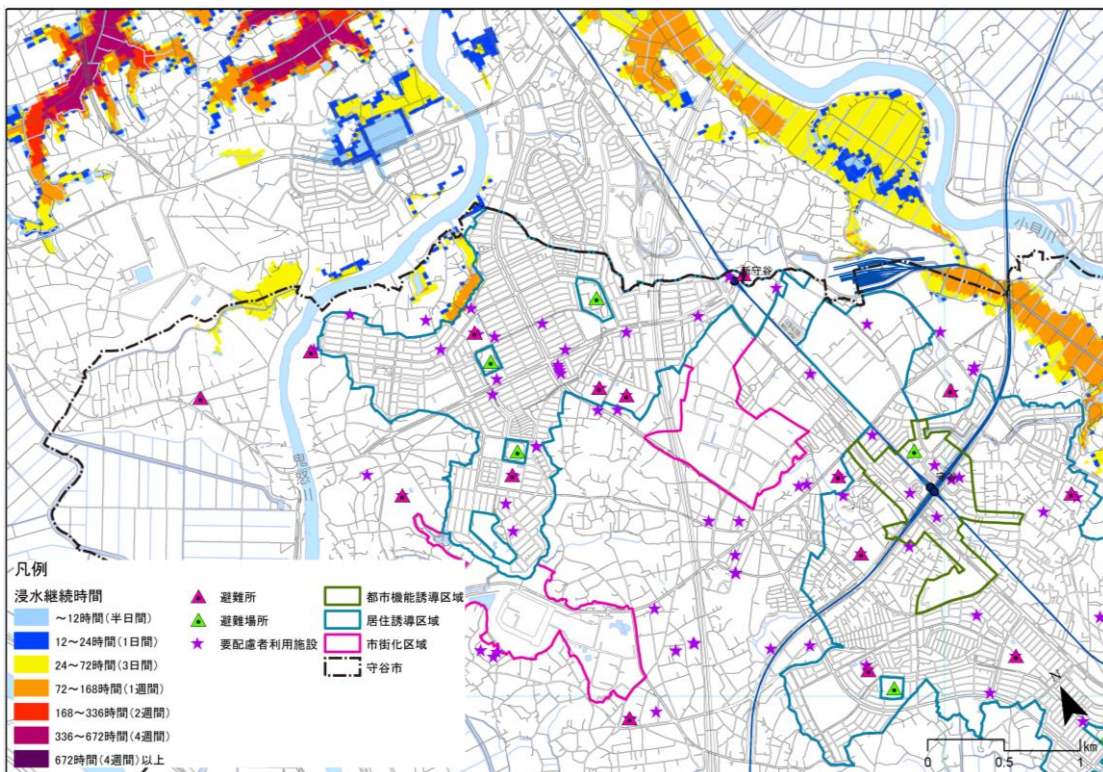 新守谷
小貝川
鬼怒川
凡例
浸水継続時間
~12時間(半日間)
12~24時間(1日間)
24~72時間(3日間)
72~168時間(1週間)
168~336時間(2週間)
336~672時間(4週間)
672時間(4週間)以上
避難所
避難場所
要配慮者利用施設
都市機能誘導区域
居住誘導区域
市街化区域
守谷市
N
0 0.5 1
km